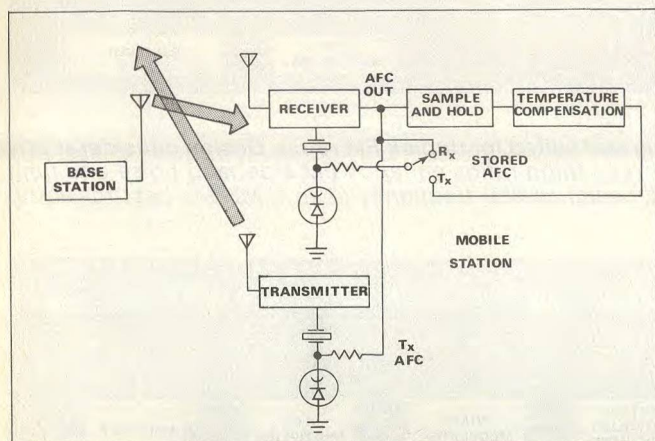 AFC
OUT
RECEIVER
SAMPLE
AND HOLD
TEMPERATURE
COMPENSATION
Rx
Tx
STORED
AFC
BASE
STATION
MOBILE
STATION
TRANSMITTER
Tx
AFC